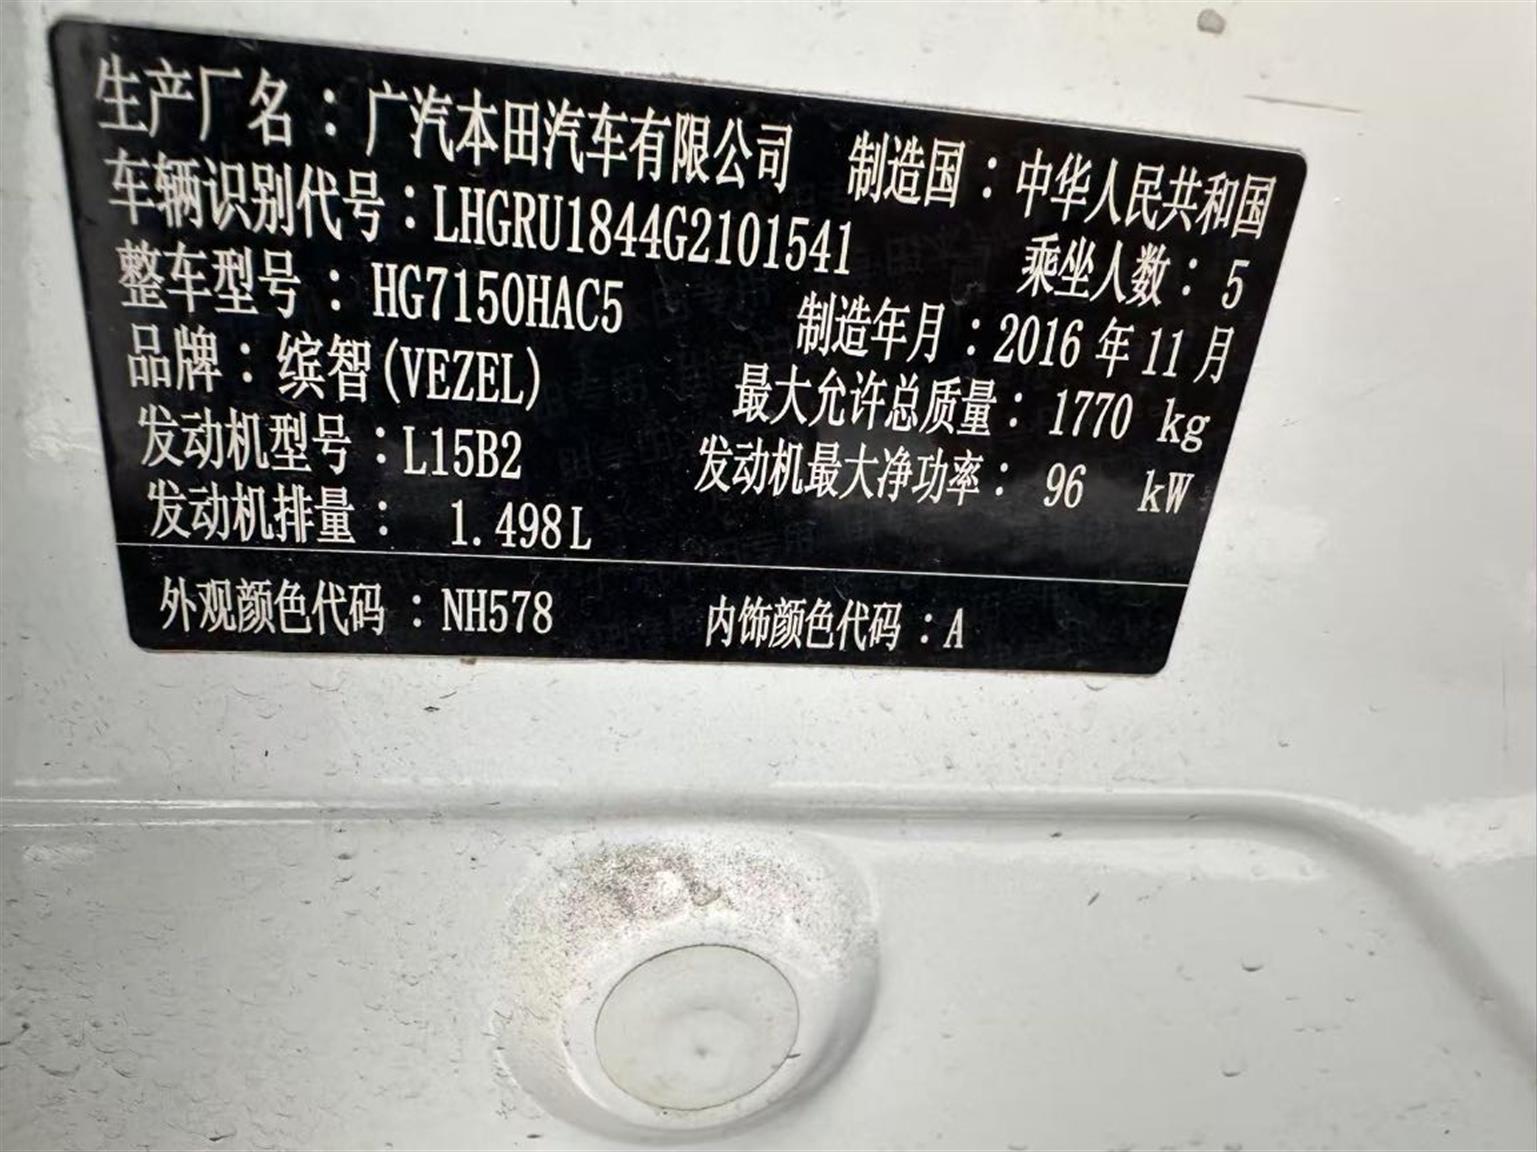 生产厂名：广汽本田汽车有限公司 制造国：中华人民共和国
车辆识别代号：LHGRU1844G2101541 乘坐人数：5
整车型号：HG7150HAC5 制造年月：2016年11月
品牌：缤智(VEZEL) 最大允许总质量：1770 kg
发动机型号：L15B2 发动机最大净功率：96 kW
发动机排量：1.498L
外观颜色代码：NH578 内饰颜色代码：A